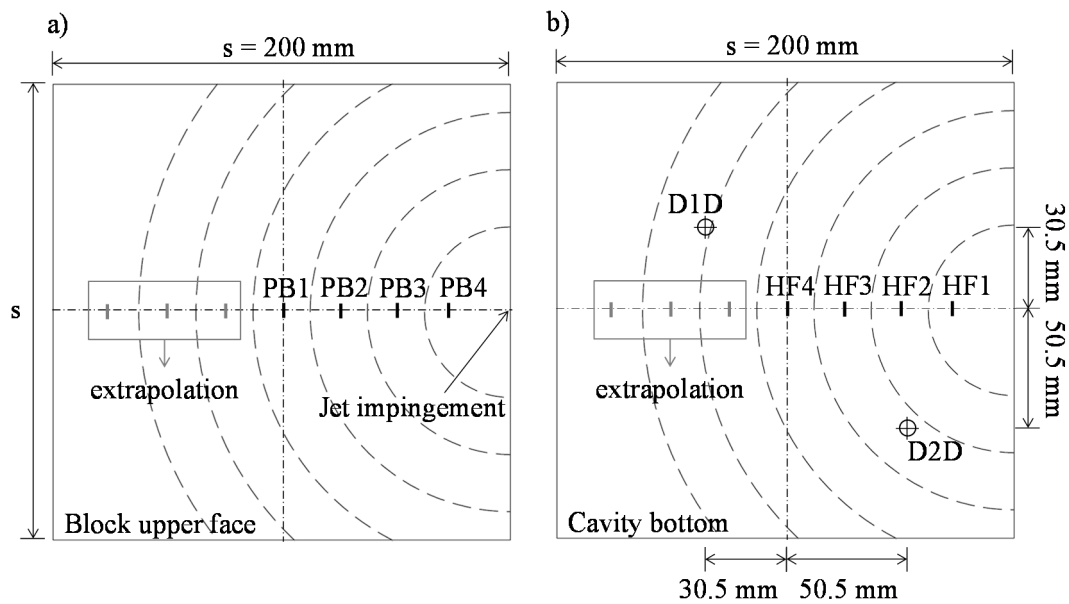 a)
s = 200 mm
s
PB1 PB2 PB3 PB4
extrapolation
Jet impingement
Block upper face
b)
s = 200 mm
D1D
30.5 mm
HF4 HF3 HF2 HF1
extrapolation
50.5 mm
D2D
Cavity bottom
30.5 mm 50.5 mm